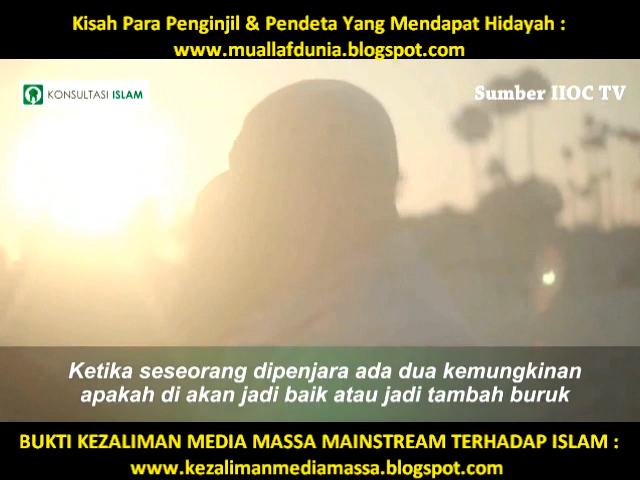 Kisah Para Penginjil & Pendeta Yang Mendapat Hidayah :
www.muallafdunia.blogspot.com
KONSULTASI ISLAM
Sumber IIOC TV
Ketika seseorang dipenjara ada dua kemungkinan
apakah di akan jadi baik atau jadi tambah buruk
BUKTI KEZALIMAN MEDIA MASSA MAINSTREAM TERHADAP ISLAM :
www.kezalimanmediamassa.blogspot.com